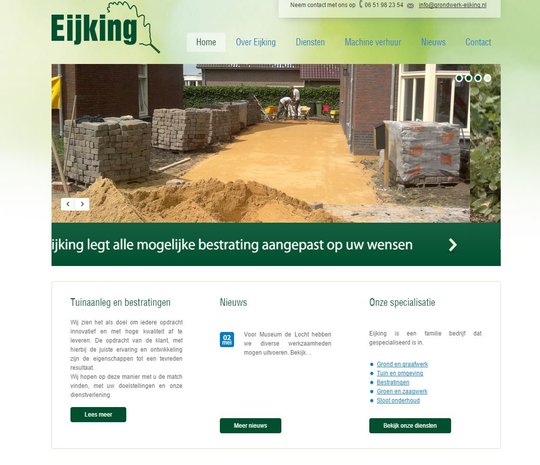 Neem contact met ons op 06 51 98 23 54 info@grondwerk-eijking.nl
Eijking
Home Over Eijking Diensten Machine verhuur Nieuws Contact
ijking legt alle mogelijke bestrating aangepast op uw wensen
Tuinaanleg en bestratingen
Wij zien het als doel om iedere opdracht
innovatief en met hoge kwaliteit af te
leveren. De opdracht van de klant, met
hierbij de juiste ervaring en ontwikkeling
zijn de eigenschappen tot een tevreden
resultaat.
Wij hopen op deze manier met u de match
vinden, met uw doelstellingen en onze
dienstverlening.
Lees meer
Nieuws
02
mei
Voor Museum de Locht hebben
we diverse werkzaamheden
mogen uitvoeren. Bekijk...
Meer nieuws
Onze specialisatie
Eijking is een familie bedrijf dat
gespecialiseerd is in.
Grond en graafwerk
Tuin en omgeving
Bestratingen
Groen en zaagwerk
Sloot onderhoud
Bekijk onze diensten